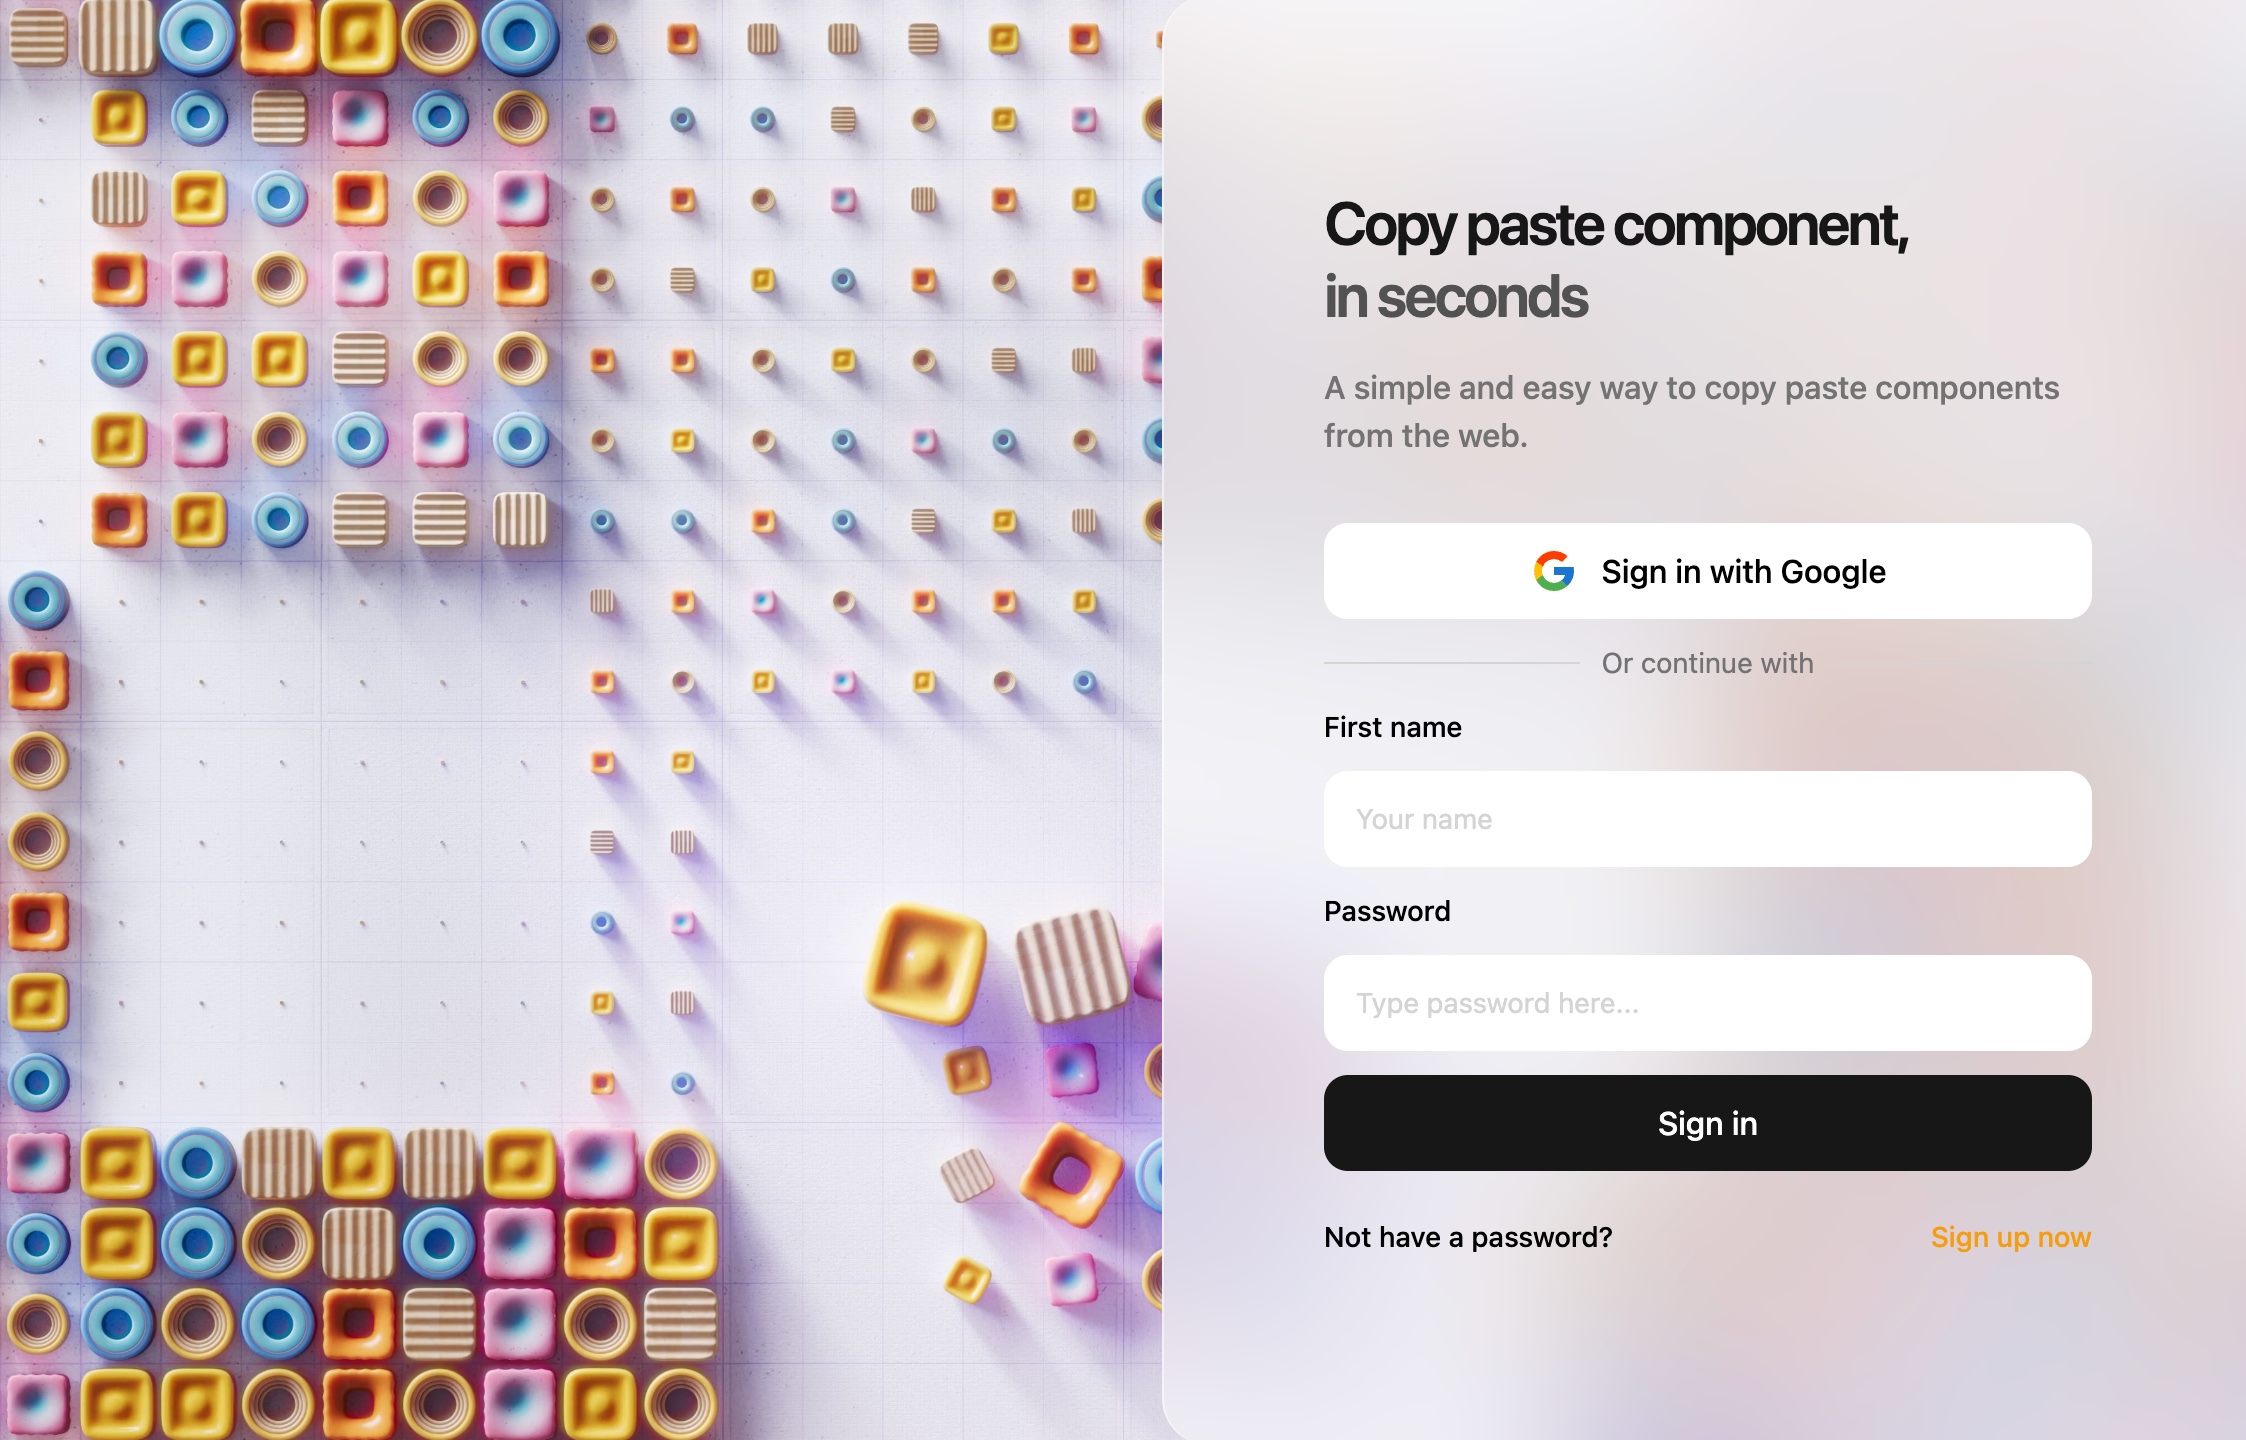 Copy paste component,
in seconds
A simple and easy way to copy paste components
from the web.
Sign in with Google
Or continue with
First name
Your name
Password
Type password here...
Sign in
Not have a password? Sign up now